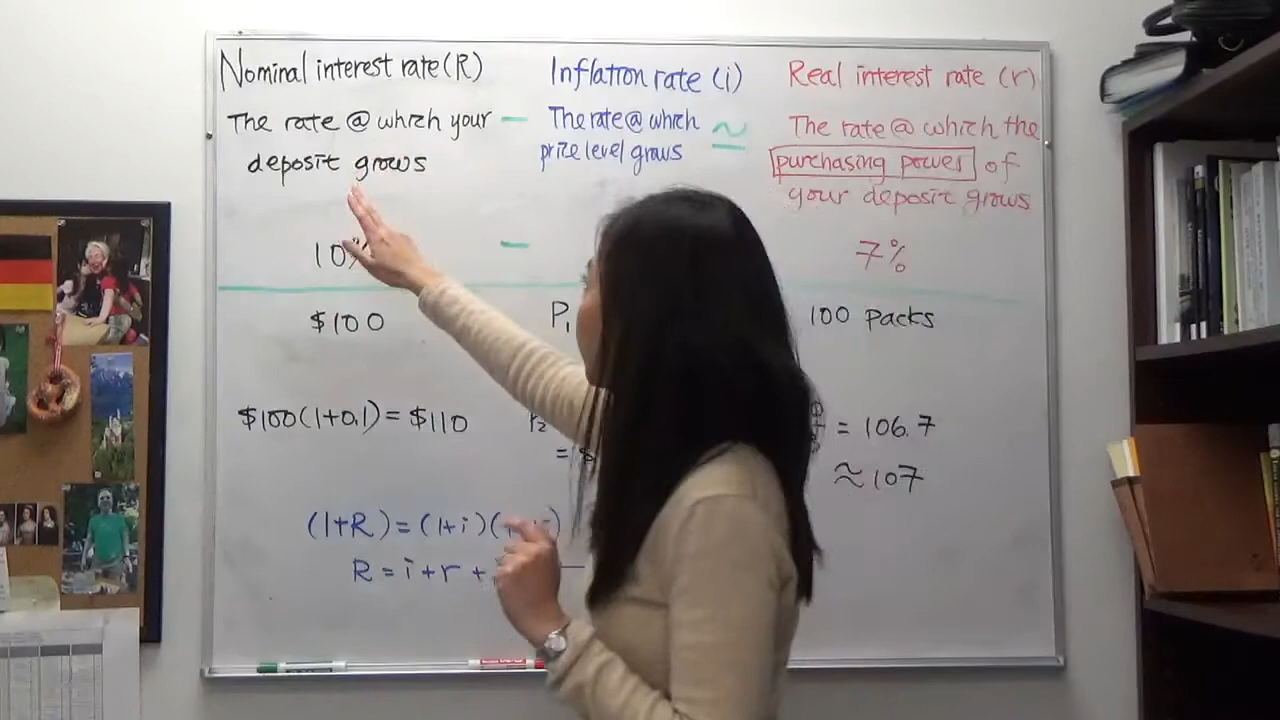 Nominal interest rate (R)
The rate @ which your
deposit grows
10%
$100
$100(1+0.1) = $110
–
–
Inflation rate (i)
The rate @ which
price level grows
P₁
= $
≈
Real interest rate (r)
The rate @ which the
purchasing power of
your deposit grows
7%
100 packs
= 106.7
≈ 107
(1+R) = (1+i)(
R = i + r +